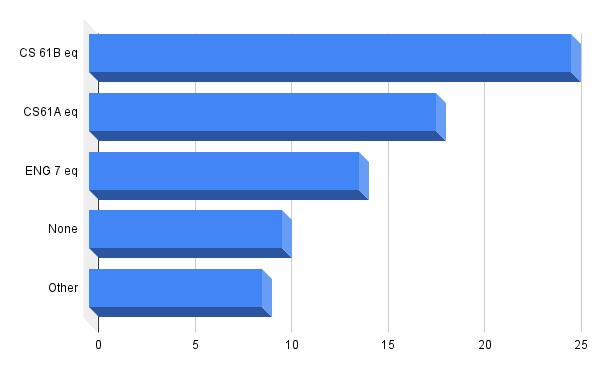 CS 61B eq
CS61A eq
ENG 7 eq
None
Other
0 5 10 15 20 25